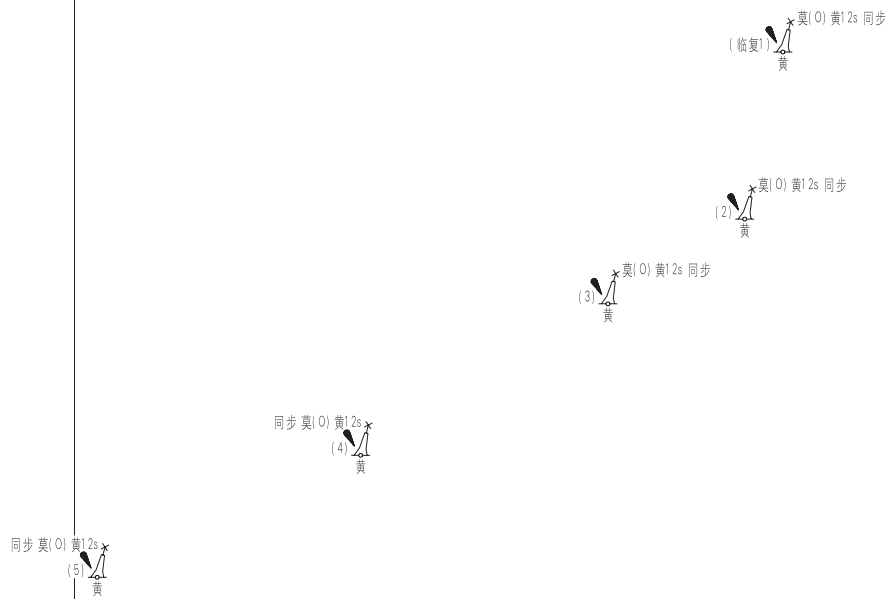 莫(O) 黄12s 同步
(临复1)
黄
莫(O) 黄12s 同步
(2)
黄
莫(O) 黄12s 同步
(3)
黄
同步 莫(O) 黄12s
(4)
黄
同步 莫(O) 黄12s
(5)
黄